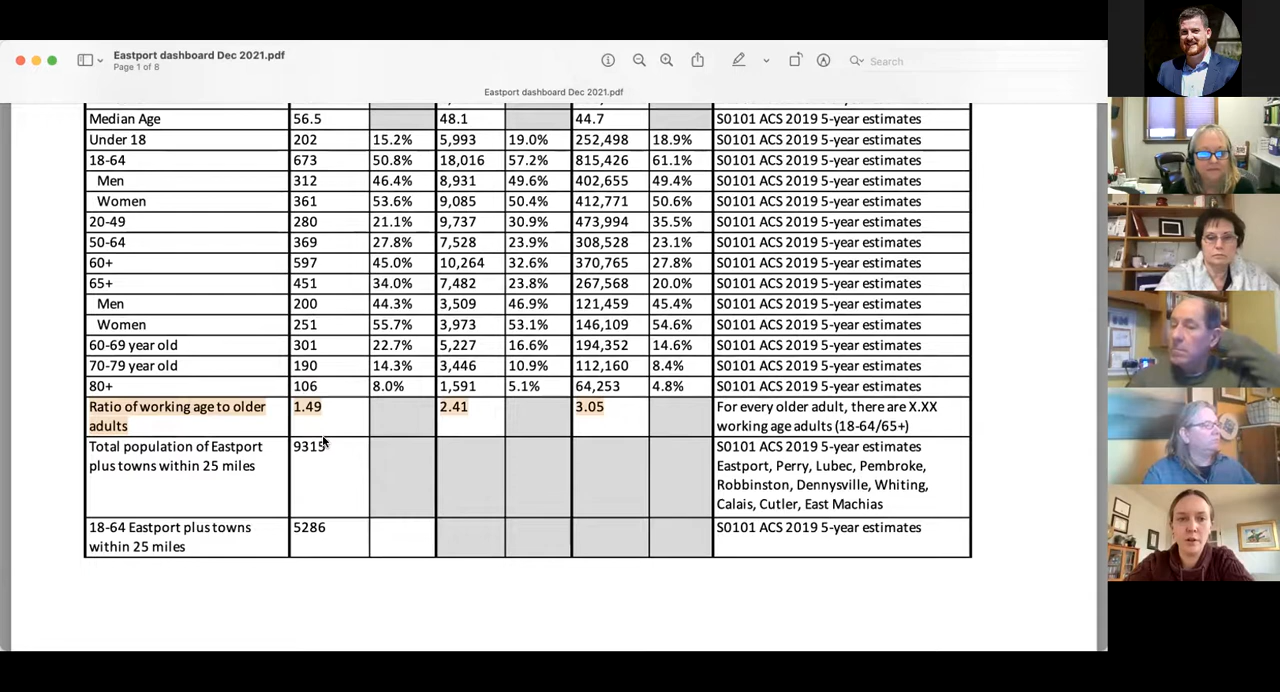 Eastport dashboard Dec 2021.pdf
Page 1 of 8
Search
Eastport dashboard Dec 2021.pdf
Median Age 56.5 48.1 44.7 S0101 ACS 2019 5-year estimates
Under 18 202 15.2% 5,993 19.0% 252,498 18.9% S0101 ACS 2019 5-year estimates
18-64 673 50.8% 18,016 57.2% 815,426 61.1% S0101 ACS 2019 5-year estimates
Men 312 46.4% 8,931 49.6% 402,655 49.4% S0101 ACS 2019 5-year estimates
Women 361 53.6% 9,085 50.4% 412,771 50.6% S0101 ACS 2019 5-year estimates
20-49 280 21.1% 9,737 30.9% 473,994 35.5% S0101 ACS 2019 5-year estimates
50-64 369 27.8% 7,528 23.9% 308,528 23.1% S0101 ACS 2019 5-year estimates
60+ 597 45.0% 10,264 32.6% 370,765 27.8% S0101 ACS 2019 5-year estimates
65+ 451 34.0% 7,482 23.8% 267,568 20.0% S0101 ACS 2019 5-year estimates
Men 200 44.3% 3,509 46.9% 121,459 45.4% S0101 ACS 2019 5-year estimates
Women 251 55.7% 3,973 53.1% 146,109 54.6% S0101 ACS 2019 5-year estimates
60-69 year old 301 22.7% 5,227 16.6% 194,352 14.6% S0101 ACS 2019 5-year estimates
70-79 year old 190 14.3% 3,446 10.9% 112,160 8.4% S0101 ACS 2019 5-year estimates
80+ 106 8.0% 1,591 5.1% 64,253 4.8% S0101 ACS 2019 5-year estimates
Ratio of working age to older 1.49 2.41 3.05 For every older adult, there are X.XX
adults working age adults (18-64/65+)
Total population of Eastport 9315 S0101 ACS 2019 5-year estimates
plus towns within 25 miles Eastport, Perry, Lubec, Pembroke,
Robbinston, Dennysville, Whiting,
Calais, Cutler, East Machias
18-64 Eastport plus towns 5286 S0101 ACS 2019 5-year estimates
within 25 miles